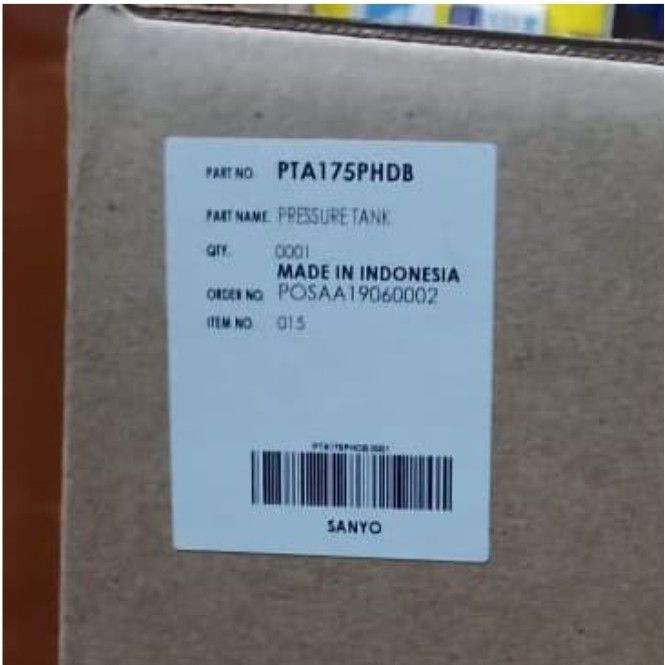 PART NO. PTA175PHDB
PART NAME. PRESSURE TANK
QTY. 0001
MADE IN INDONESIA
ORDER NO. POSAA19060002
ITEM NO. 015
PTA175PHDB0001
SANYO